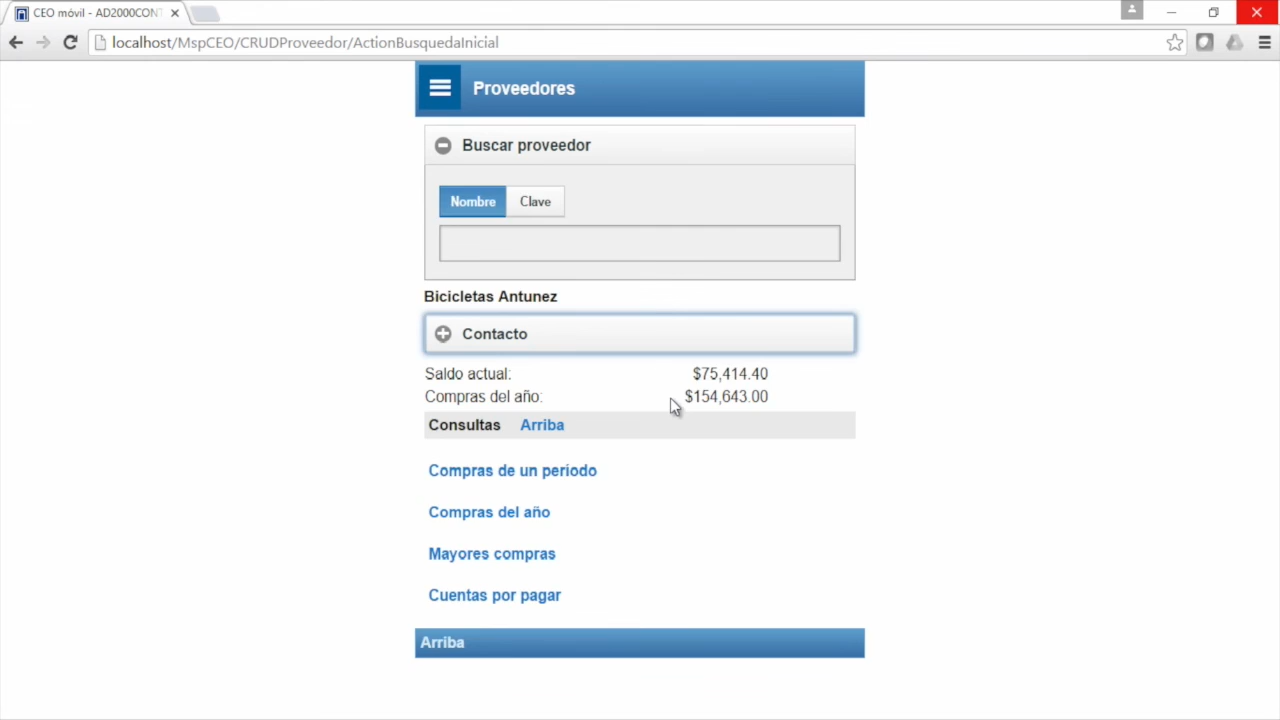 CEO móvil - AD2000CONT
localhost/MspCEO/CRUDProveedor/ActionBusquedaInicial
Proveedores
Buscar proveedor
Nombre Clave
Bicicletas Antunez
Contacto
Saldo actual: $75,414.40
Compras del año: $154,643.00
Consultas Arriba
Compras de un periodo
Compras del año
Mayores compras
Cuentas por pagar
Arriba